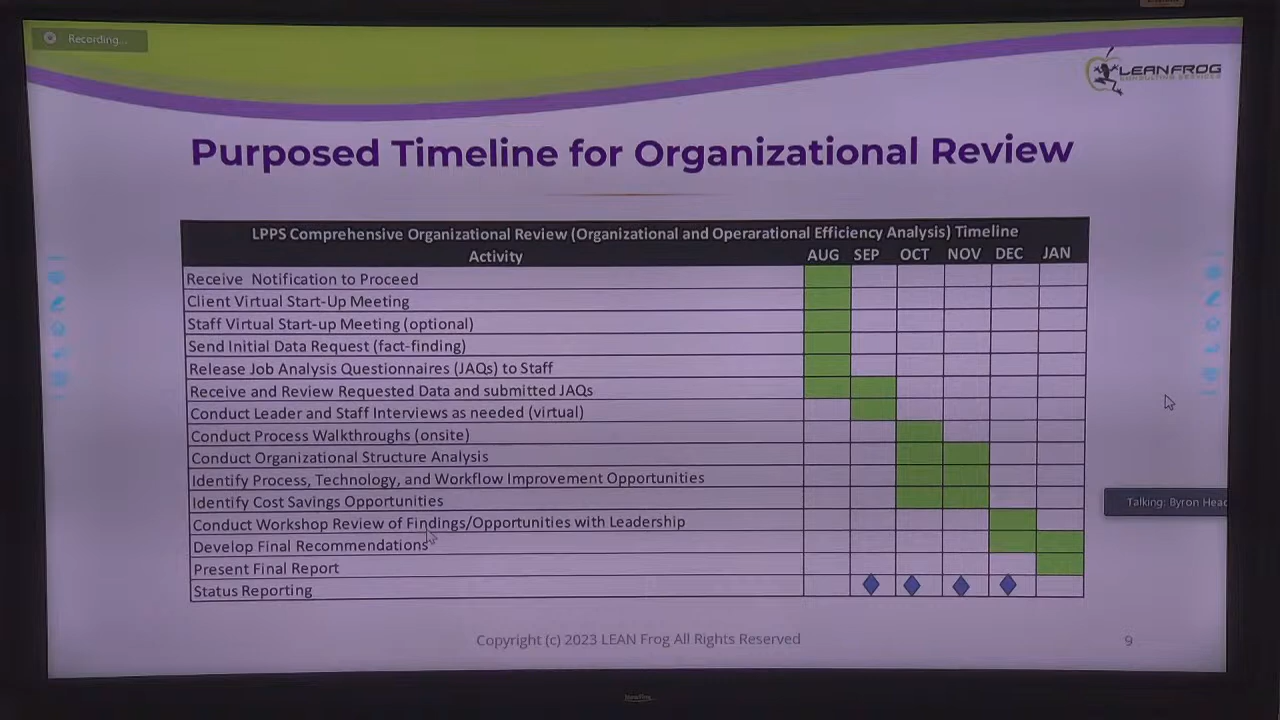 Recording...
LEANFROG
CONSULTING SERVICES
Purposed Timeline for Organizational Review
LPPS Comprehensive Organizational Review (Organizational and Operarational Efficiency Analysis) Timeline
Activity AUG SEP OCT NOV DEC JAN
Receive Notification to Proceed
Client Virtual Start-Up Meeting
Staff Virtual Start-up Meeting (optional)
Send Initial Data Request (fact-finding)
Release Job Analysis Questionnaires (JAQs) to Staff
Receive and Review Requested Data and submitted JAQs
Conduct Leader and Staff Interviews as needed (virtual)
Conduct Process Walkthroughs (onsite)
Conduct Organizational Structure Analysis
Identify Process, Technology, and Workflow Improvement Opportunities
Identify Cost Savings Opportunities
Talking: Byron Head
Conduct Workshop Review of Findings/Opportunities with Leadership
Develop Final Recommendations
Present Final Report
Status Reporting
Copyright (c) 2023 LEAN Frog All Rights Reserved
9